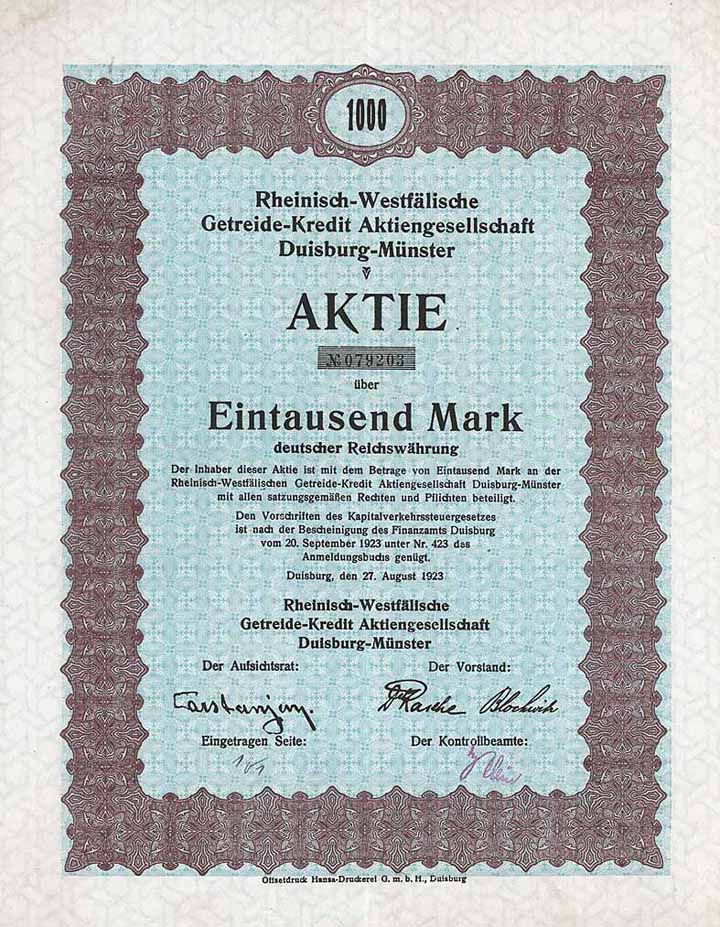 1000
Rheinisch-Westfälische
Getreide-Kredit Aktiengesellschaft
Duisburg-Münster
AKTIE
№ 079203
über
Eintausend Mark
deutscher Reichswährung
Der Inhaber dieser Aktie ist mit dem Betrage von Eintausend Mark an der
Rheinisch-Westfälischen Getreide-Kredit Aktiengesellschaft Duisburg-Münster
mit allen satzungsgemäßen Rechten und Pflichten beteiligt.
Den Vorschriften des Kapitalverkehrssteuergesetzes
ist nach der Bescheinigung des Finanzamts Duisburg
vom 20. September 1923 unter Nr. 423 des
Anmeldungsbuchs genügt.
Duisburg, den 27. August 1923
Rheinisch-Westfälische
Getreide-Kredit Aktiengesellschaft
Duisburg-Münster
Der Aufsichtsrat: Der Vorstand:
Carstanjen. Rasche
Eingetragen Seite: Der Kontrollbeamte:
Klein
Offsetdruck Hansa-Druckerei G. m. b. H., Duisburg